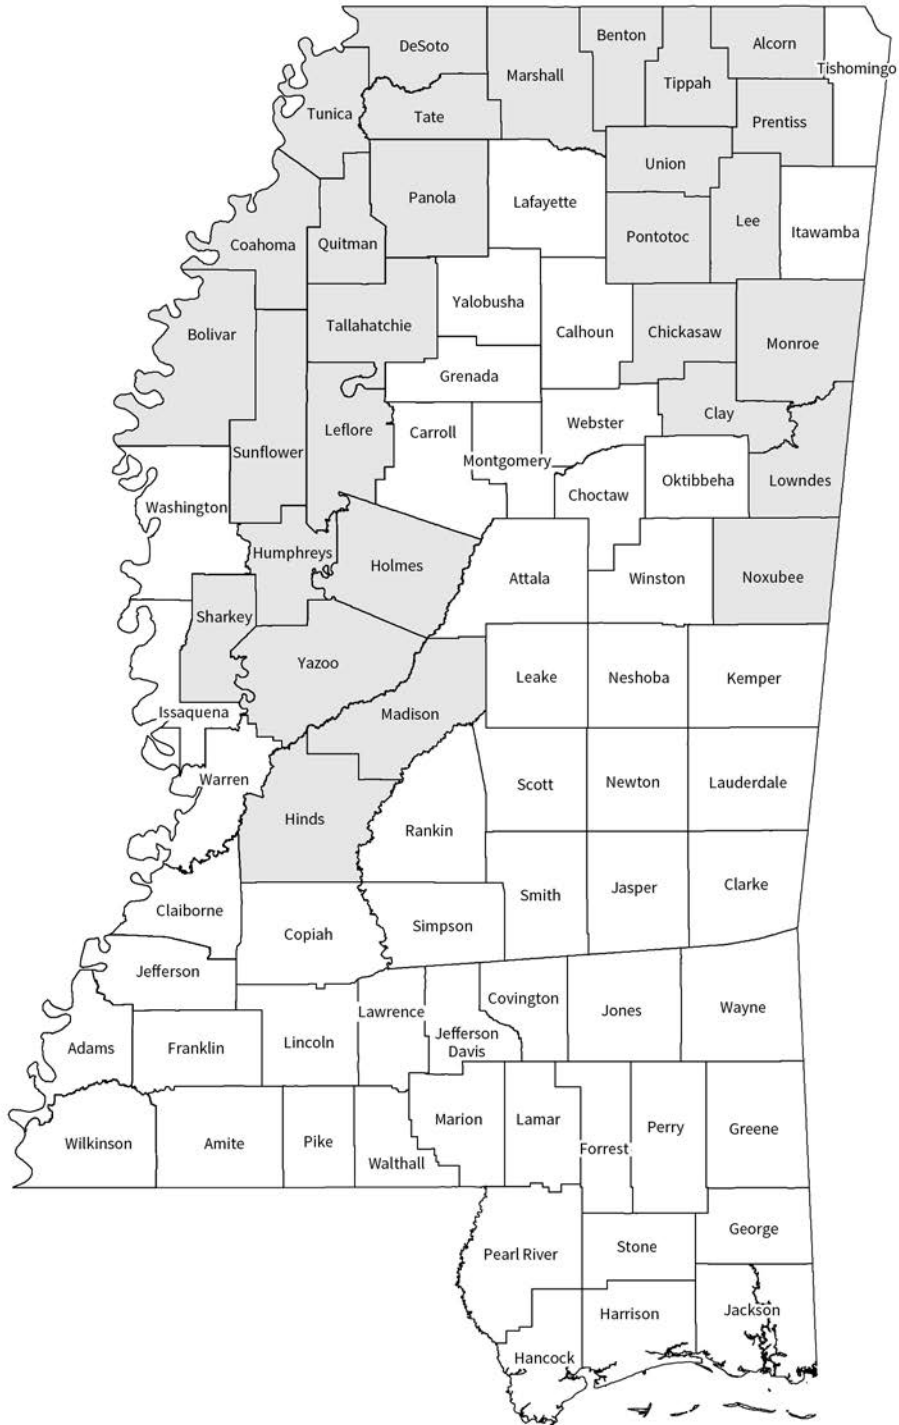 DeSoto
Benton
Alcorn
Marshall
Tippah
Tishomingo
Tunica
Tate
Prentiss
Union
Panola
Lafayette
Coahoma
Quitman
Pontotoc
Lee
Itawamba
Bolivar
Tallahatchie
Yalobusha
Calhoun
Chickasaw
Monroe
Grenada
Sunflower
Leflore
Carroll
Webster
Clay
Montgomery
Washington
Choctaw
Oktibbeha
Lowndes
Humphreys
Holmes
Attala
Winston
Noxubee
Sharkey
Yazoo
Leake
Neshoba
Kemper
Issaquena
Madison
Warren
Scott
Newton
Lauderdale
Hinds
Rankin
Smith
Jasper
Clarke
Claiborne
Copiah
Simpson
Jefferson
Lawrence
Covington
Jones
Wayne
Adams
Franklin
Lincoln
Jefferson
Davis
Wilkinson
Amite
Pike
Walthall
Marion
Lamar
Forrest
Perry
Greene
Pearl River
Stone
George
Harrison
Jackson
Hancock